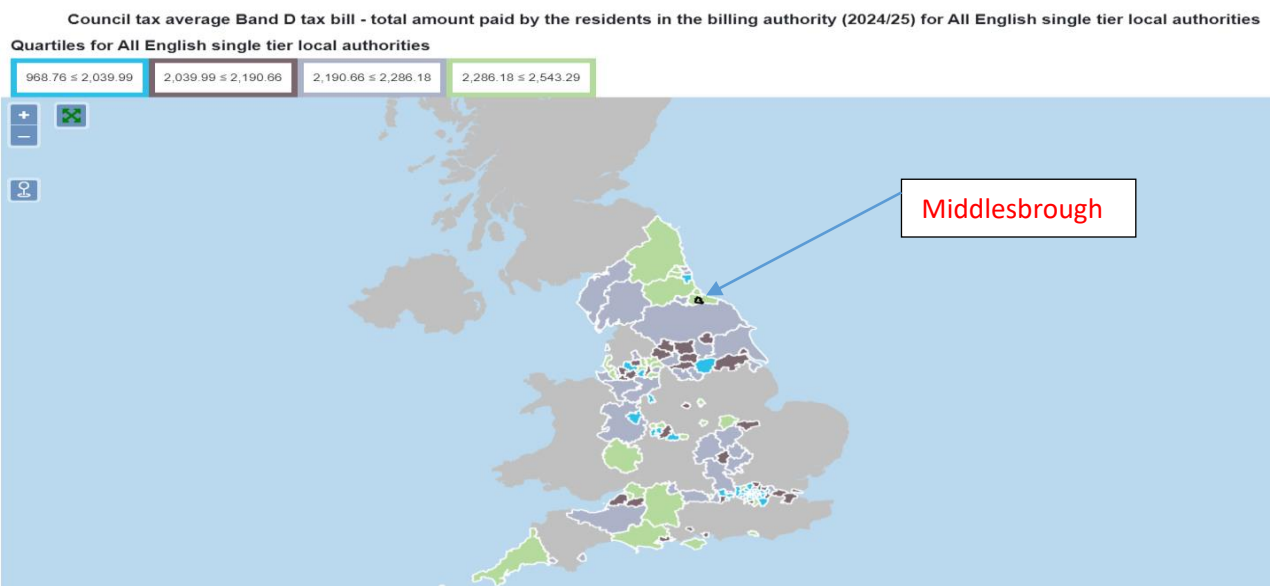 Council tax average Band D tax bill - total amount paid by the residents in the billing authority (2024/25) for All English single tier local authorities
Quartiles for All English single tier local authorities
968.76 ≤ 2,039.99 2,039.99 ≤ 2,190.66 2,190.66 ≤ 2,286.18 2,286.18 ≤ 2,543.29
+
–
Middlesbrough